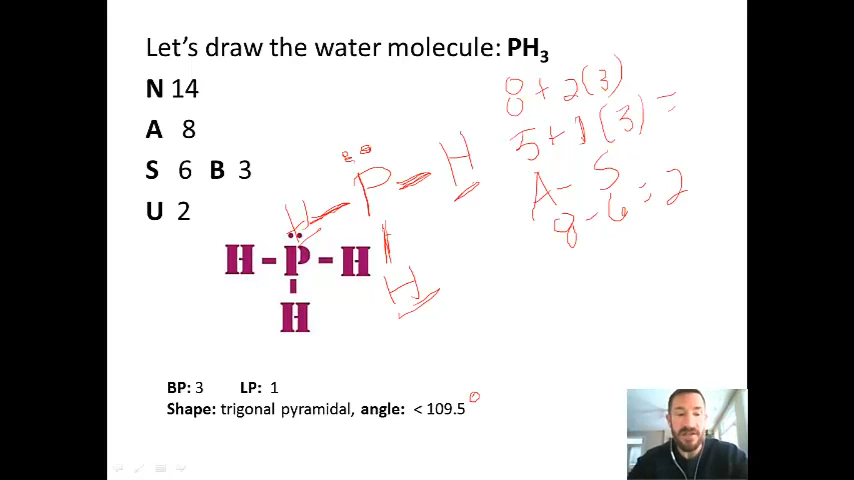 Let's draw the water molecule: PH3
N 14
A 8
S 6 B 3
U 2
8 + 2(3)
5 + 1(3) =
A - S
8 - 6 = 2
P - H
H
H
H - P - H
H
BP: 3 LP: 1
Shape: trigonal pyramidal, angle: < 109.5°